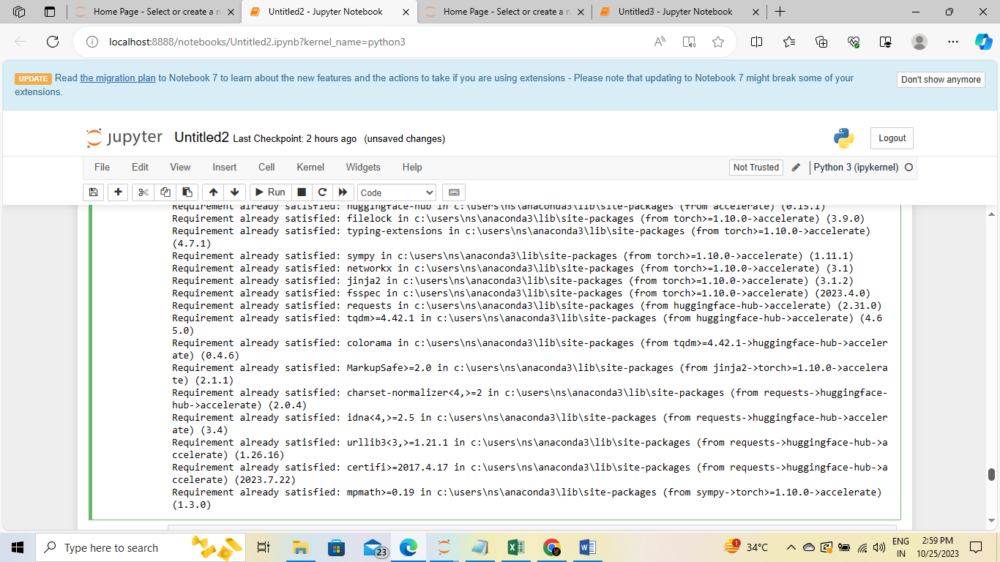 Home Page - Select or create a n
Untitled2 - Jupyter Notebook
Home Page - Select or create a n
Untitled3 - Jupyter Notebook
localhost:8888/notebooks/Untitled2.ipynb?kernel_name=python3
UPDATE Read the migration plan to Notebook 7 to learn about the new features and the actions to take if you are using extensions - Please note that updating to Notebook 7 might break some of your
extensions.
Don't show anymore
jupyter Untitled2 Last Checkpoint: 2 hours ago (unsaved changes)
Logout
File Edit View Insert Cell Kernel Widgets Help
Not Trusted
Python 3 (ipykernel)
Run
Code
Requirement already satisfied: huggingface-hub in c:\users\ns\anaconda3\lib\site-packages (from accelerate) (0.15.1)
Requirement already satisfied: filelock in c:\users\ns\anaconda3\lib\site-packages (from torch>=1.10.0->accelerate) (3.9.0)
Requirement already satisfied: typing-extensions in c:\users\ns\anaconda3\lib\site-packages (from torch>=1.10.0->accelerate)
(4.7.1)
Requirement already satisfied: sympy in c:\users\ns\anaconda3\lib\site-packages (from torch>=1.10.0->accelerate) (1.11.1)
Requirement already satisfied: networkx in c:\users\ns\anaconda3\lib\site-packages (from torch>=1.10.0->accelerate) (3.1)
Requirement already satisfied: jinja2 in c:\users\ns\anaconda3\lib\site-packages (from torch>=1.10.0->accelerate) (3.1.2)
Requirement already satisfied: fsspec in c:\users\ns\anaconda3\lib\site-packages (from torch>=1.10.0->accelerate) (2023.4.0)
Requirement already satisfied: requests in c:\users\ns\anaconda3\lib\site-packages (from huggingface-hub->accelerate) (2.31.0)
Requirement already satisfied: tqdm>=4.42.1 in c:\users\ns\anaconda3\lib\site-packages (from huggingface-hub->accelerate) (4.6
5.0)
Requirement already satisfied: colorama in c:\users\ns\anaconda3\lib\site-packages (from tqdm>=4.42.1->huggingface-hub->acceler
ate) (0.4.6)
Requirement already satisfied: MarkupSafe>=2.0 in c:\users\ns\anaconda3\lib\site-packages (from jinja2->torch>=1.10.0->accelera
te) (2.1.1)
Requirement already satisfied: charset-normalizer<4,>=2 in c:\users\ns\anaconda3\lib\site-packages (from requests->huggingface-
hub->accelerate) (2.0.4)
Requirement already satisfied: idna<4,>=2.5 in c:\users\ns\anaconda3\lib\site-packages (from requests->huggingface-hub->acceler
ate) (3.4)
Requirement already satisfied: urllib3<3,>=1.21.1 in c:\users\ns\anaconda3\lib\site-packages (from requests->huggingface-hub->a
ccelerate) (1.26.16)
Requirement already satisfied: certifi>=2017.4.17 in c:\users\ns\anaconda3\lib\site-packages (from requests->huggingface-hub->a
ccelerate) (2023.7.22)
Requirement already satisfied: mpmath>=0.19 in c:\users\ns\anaconda3\lib\site-packages (from sympy->torch>=1.10.0->accelerate)
(1.3.0)
Type here to search
23
1
34°C
ENG
IN
2:59 PM
10/25/2023